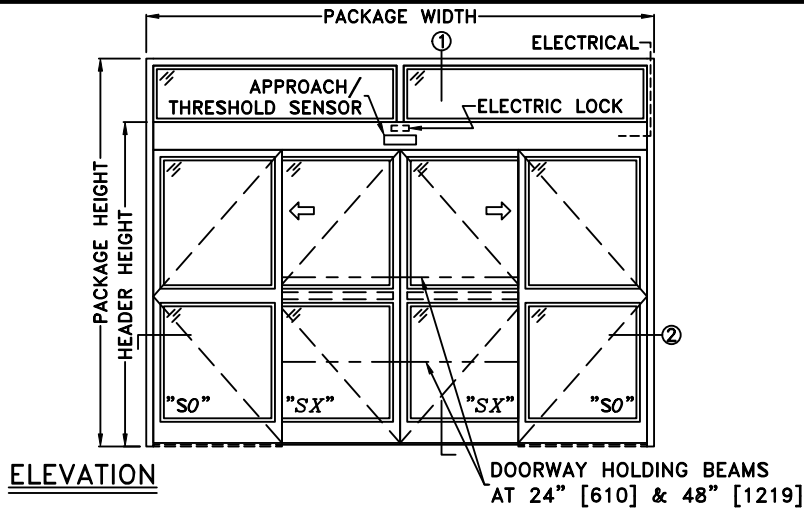 PACKAGE WIDTH
①
ELECTRICAL
APPROACH/
THRESHOLD SENSOR
ELECTRIC LOCK
PACKAGE HEIGHT
HEADER HEIGHT
②
"SO"
"SX"
"SX"
"SO"
ELEVATION
DOORWAY HOLDING BEAMS
AT 24" [610] & 48" [1219]